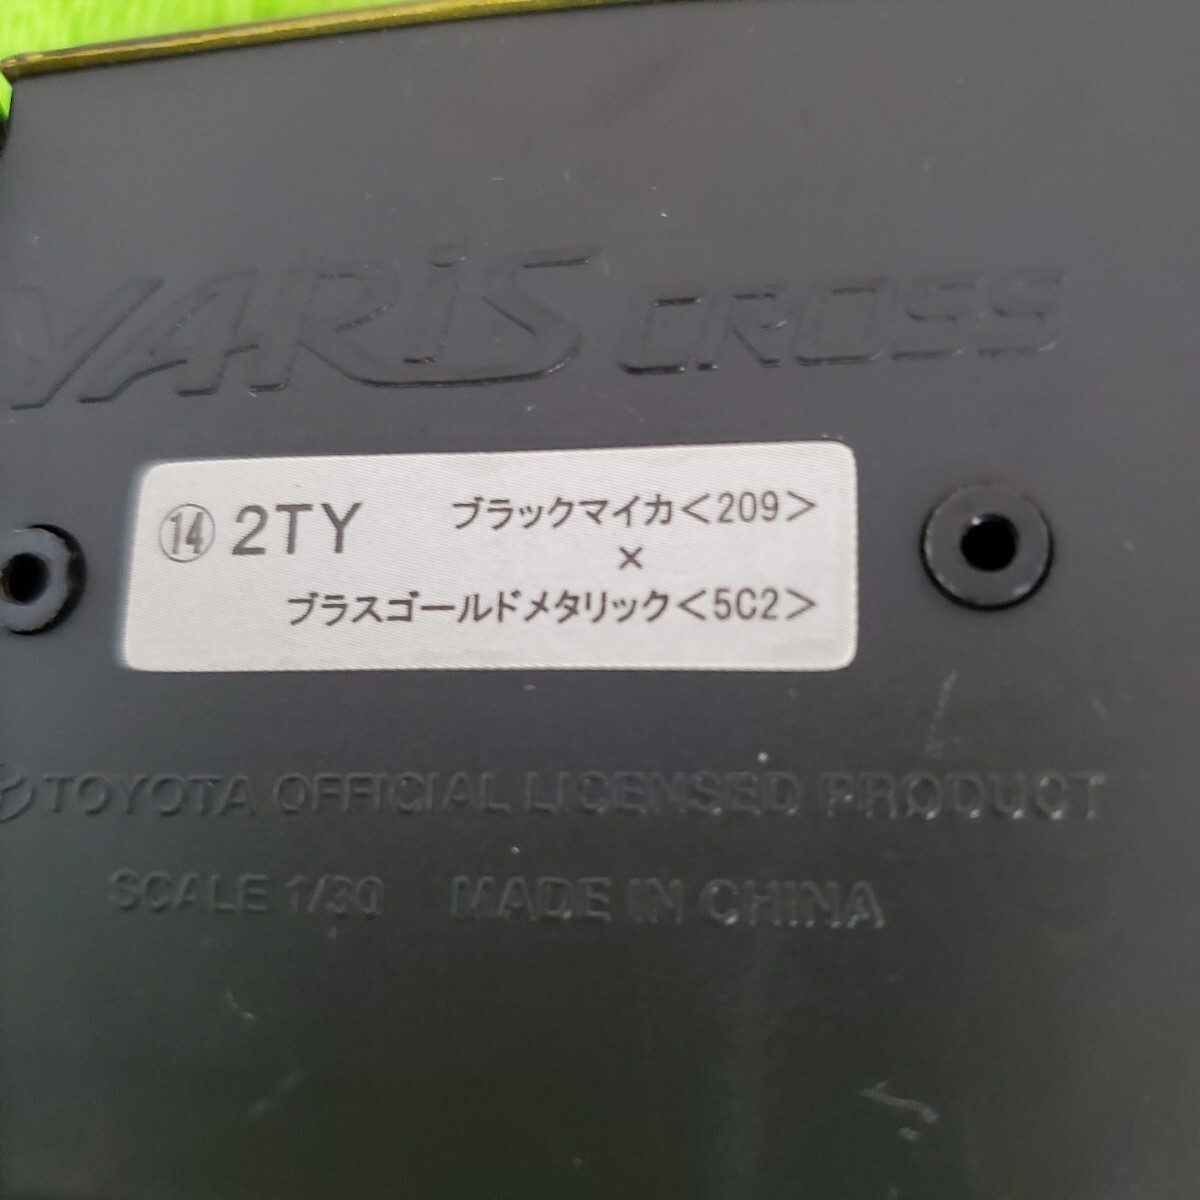 YARiS CROSS
⑭ 2TY ブラックマイカ<209>
×
ブラスゴールドメタリック<5C2>
TOYOTA OFFICIAL LICENSED PRODUCT
SCALE 1/30 MADE IN CHINA